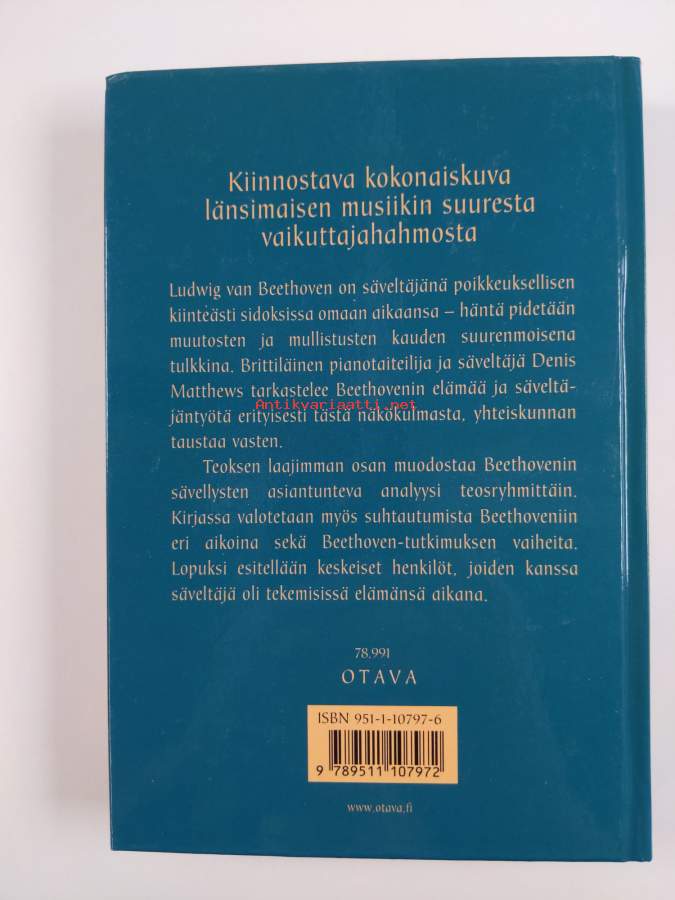 Kiinnostava kokonaiskuva
länsimaisen musiikin suuresta
vaikuttajahahmosta
Ludwig van Beethoven on säveltäjänä poikkeuksellisen
kiinteästi sidoksissa omaan aikaansa – häntä pidetään
muutosten ja mullistusten kauden suurenmoisena
tulkkina. Brittiläinen pianotaiteilija ja säveltäjä Denis
Matthews tarkastelee Beethovenin elämää ja säveltä-
Antikvariaatti.net
jäntyötä erityisesti tästä näkökulmasta, yhteiskunnan
taustaa vasten.
Teoksen laajimman osan muodostaa Beethovenin
sävellysten asiantunteva analyysi teosryhmittäin.
Kirjassa valotetaan myös suhtautumista Beethoveniin
eri aikoina sekä Beethoven-tutkimuksen vaiheita.
Lopuksi esitellään keskeiset henkilöt, joiden kanssa
säveltäjä oli tekemisissä elämänsä aikana.
78.991
OTAVA
ISBN 951-1-10797-6
9 789511 107972
www.otava.fi